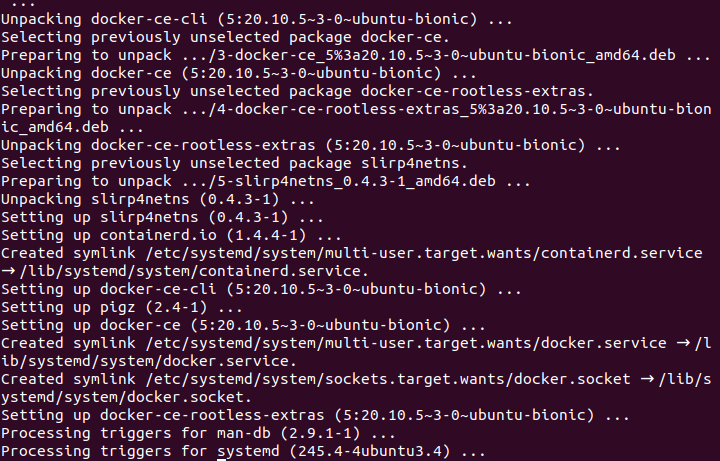 ...
Unpacking docker-ce-cli (5:20.10.5~3-0~ubuntu-bionic) ...
Selecting previously unselected package docker-ce.
Preparing to unpack .../3-docker-ce_5%3a20.10.5~3-0~ubuntu-bionic_amd64.deb ...
Unpacking docker-ce (5:20.10.5~3-0~ubuntu-bionic) ...
Selecting previously unselected package docker-ce-rootless-extras.
Preparing to unpack .../4-docker-ce-rootless-extras_5%3a20.10.5~3-0~ubuntu-bion
ic_amd64.deb ...
Unpacking docker-ce-rootless-extras (5:20.10.5~3-0~ubuntu-bionic) ...
Selecting previously unselected package slirp4netns.
Preparing to unpack .../5-slirp4netns_0.4.3-1_amd64.deb ...
Unpacking slirp4netns (0.4.3-1) ...
Setting up slirp4netns (0.4.3-1) ...
Setting up containerd.io (1.4.4-1) ...
Created symlink /etc/systemd/system/multi-user.target.wants/containerd.service
→ /lib/systemd/system/containerd.service.
Setting up docker-ce-cli (5:20.10.5~3-0~ubuntu-bionic) ...
Setting up pigz (2.4-1) ...
Setting up docker-ce (5:20.10.5~3-0~ubuntu-bionic) ...
Created symlink /etc/systemd/system/multi-user.target.wants/docker.service → /l
ib/systemd/system/docker.service.
Created symlink /etc/systemd/system/sockets.target.wants/docker.socket → /lib/s
ystemd/system/docker.socket.
Setting up docker-ce-rootless-extras (5:20.10.5~3-0~ubuntu-bionic) ...
Processing triggers for man-db (2.9.1-1) ...
Processing triggers for systemd (245.4-4ubuntu3.4) ...